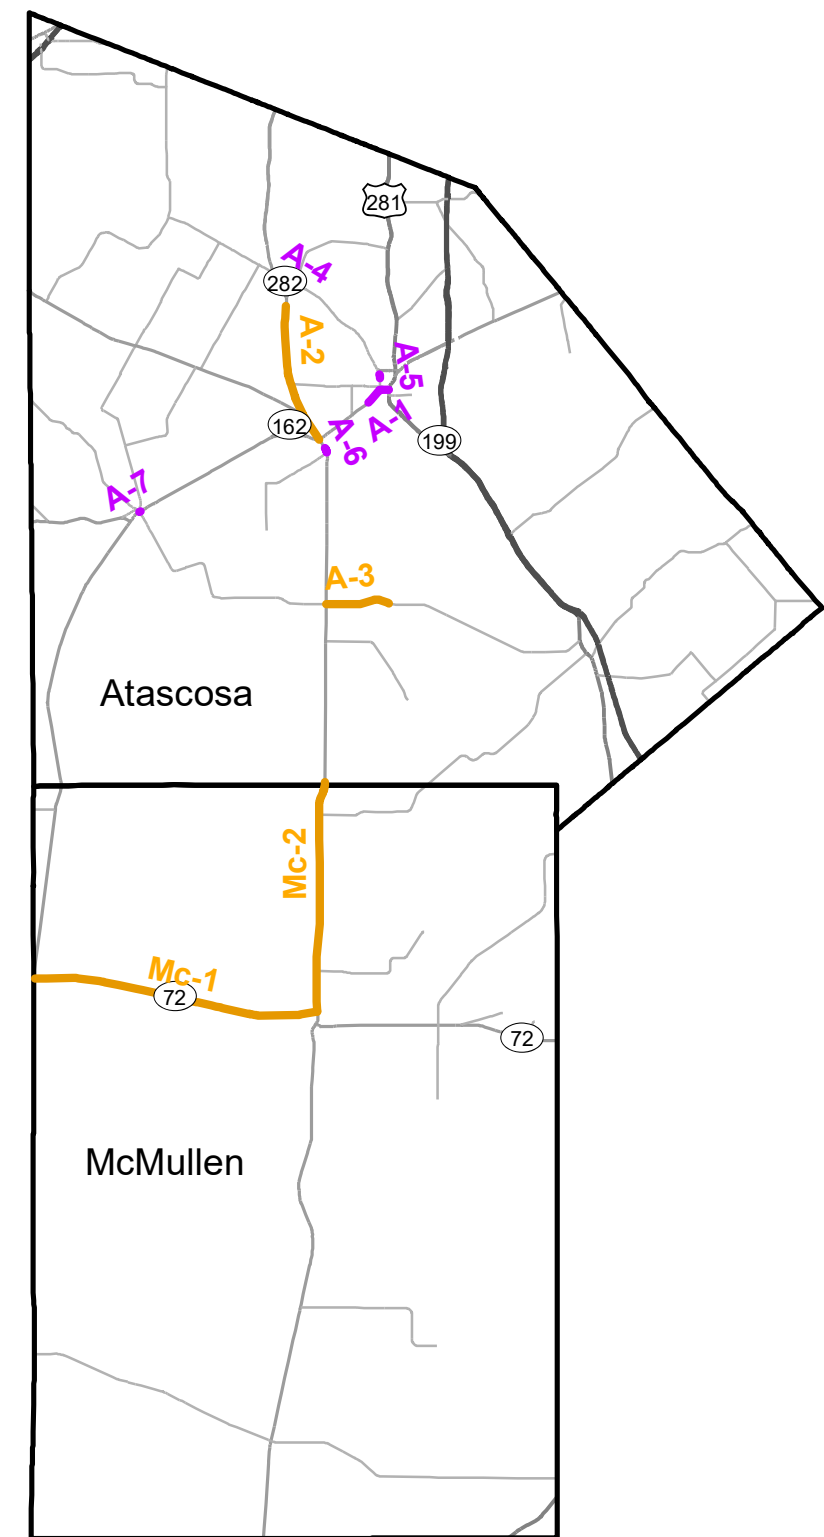 281
A-4
282
A-2
A-5
A-1
162
A-6
199
A-7
A-3
Atascosa
Mc-2
Mc-1
72
72
McMullen